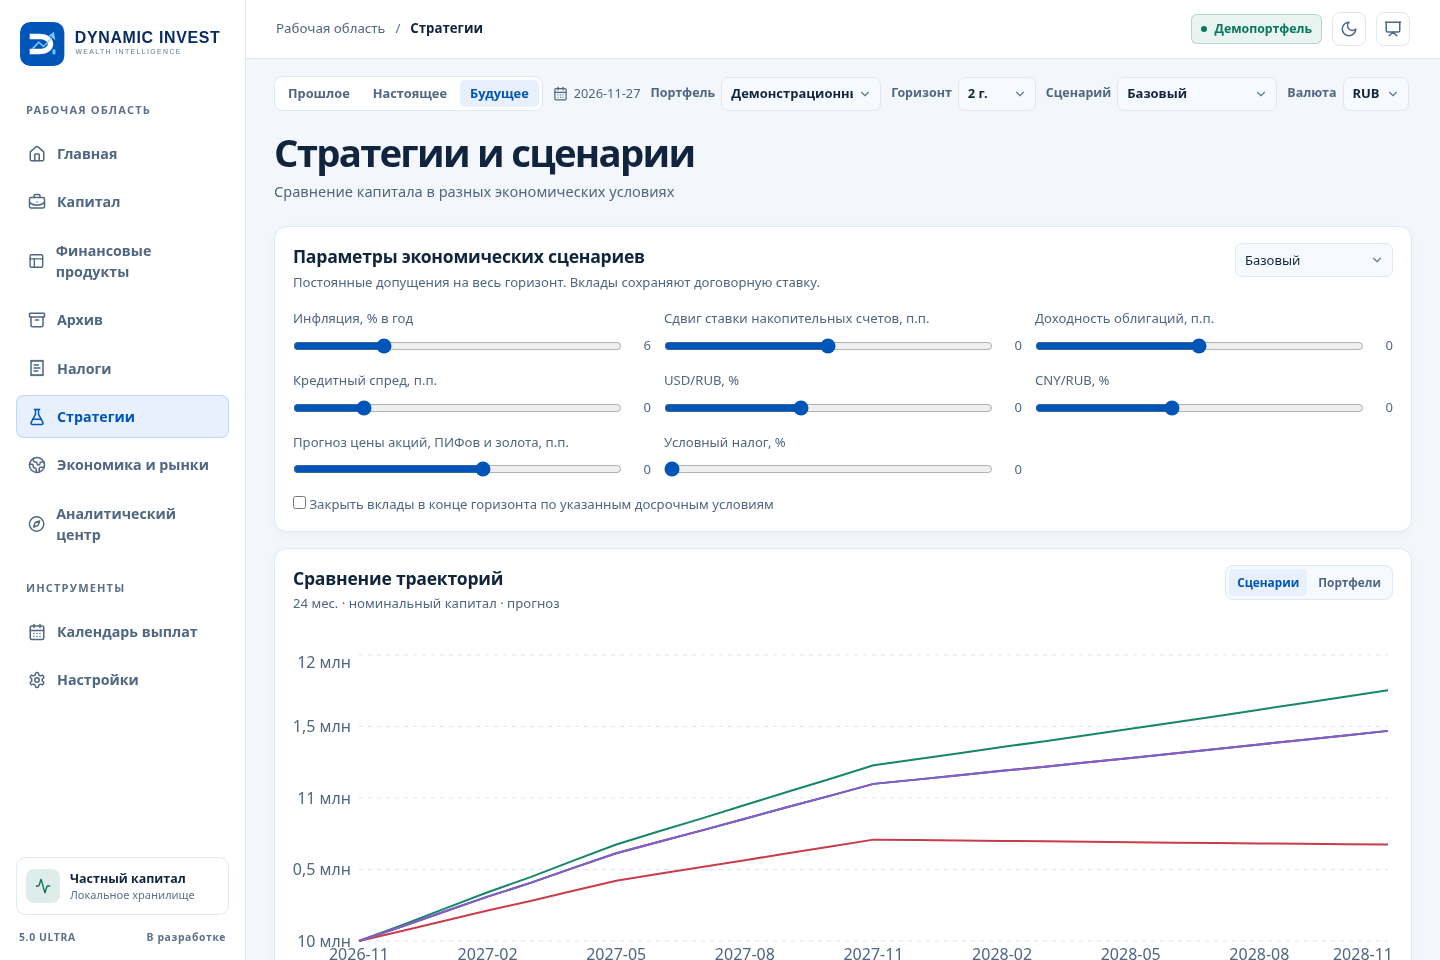 DYNAMIC INVEST
WEALTH INTELLIGENCE
РАБОЧАЯ ОБЛАСТЬ
Главная
Капитал
Финансовые
продукты
Архив
Налоги
Стратегии
Экономика и рынки
Аналитический
центр
ИНСТРУМЕНТЫ
Календарь выплат
Настройки
Частный капитал
Локальное хранилище
5.0 ULTRA В разработке
Рабочая область / Стратегии
Демопортфель
Прошлое Настоящее Будущее 2026-11-27 Портфель Демонстрационн Горизонт 2 г. Сценарий Базовый Валюта RUB
Стратегии и сценарии
Сравнение капитала в разных экономических условиях
Параметры экономических сценариев
Базовый
Постоянные допущения на весь горизонт. Вклады сохраняют договорную ставку.
Инфляция, % в год Сдвиг ставки накопительных счетов, п.п. Доходность облигаций, п.п.
6 0 0
Кредитный спред, п.п. USD/RUB, % CNY/RUB, %
0 0 0
Прогноз цены акций, ПИФов и золота, п.п. Условный налог, %
0 0
Закрыть вклады в конце горизонта по указанным досрочным условиям
Сравнение траекторий
Сценарии Портфели
24 мес. · номинальный капитал · прогноз
12 млн
1,5 млн
11 млн
0,5 млн
10 млн
2026-11 2027-02 2027-05 2027-08 2027-11 2028-02 2028-05 2028-08 2028-11